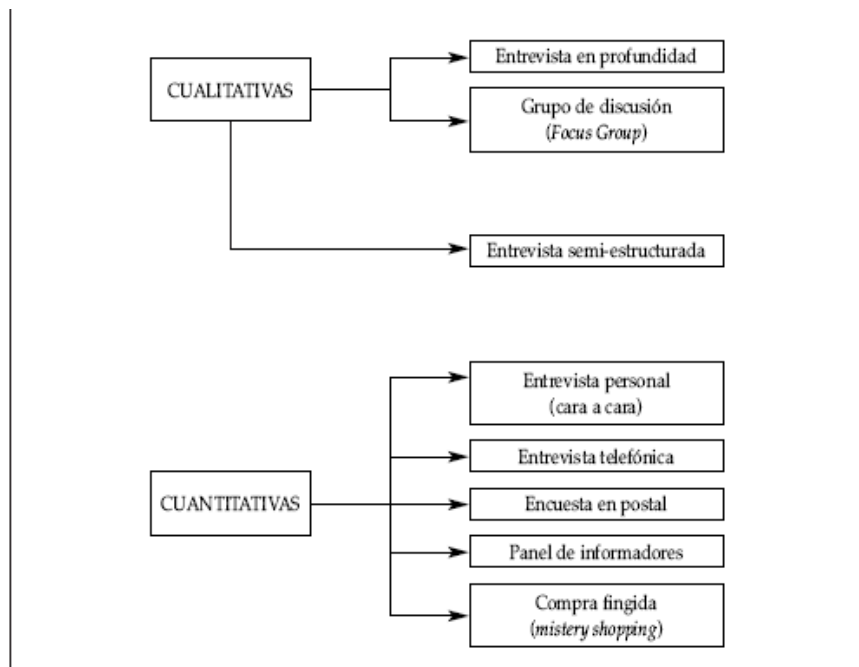 CUALITATIVAS
Entrevista en profundidad
Grupo de discusión
(Focus Group)
Entrevista semi-estructurada
CUANTITATIVAS
Entrevista personal
(cara a cara)
Entrevista telefónica
Encuesta en postal
Panel de informadores
Compra fingida
(mistery shopping)